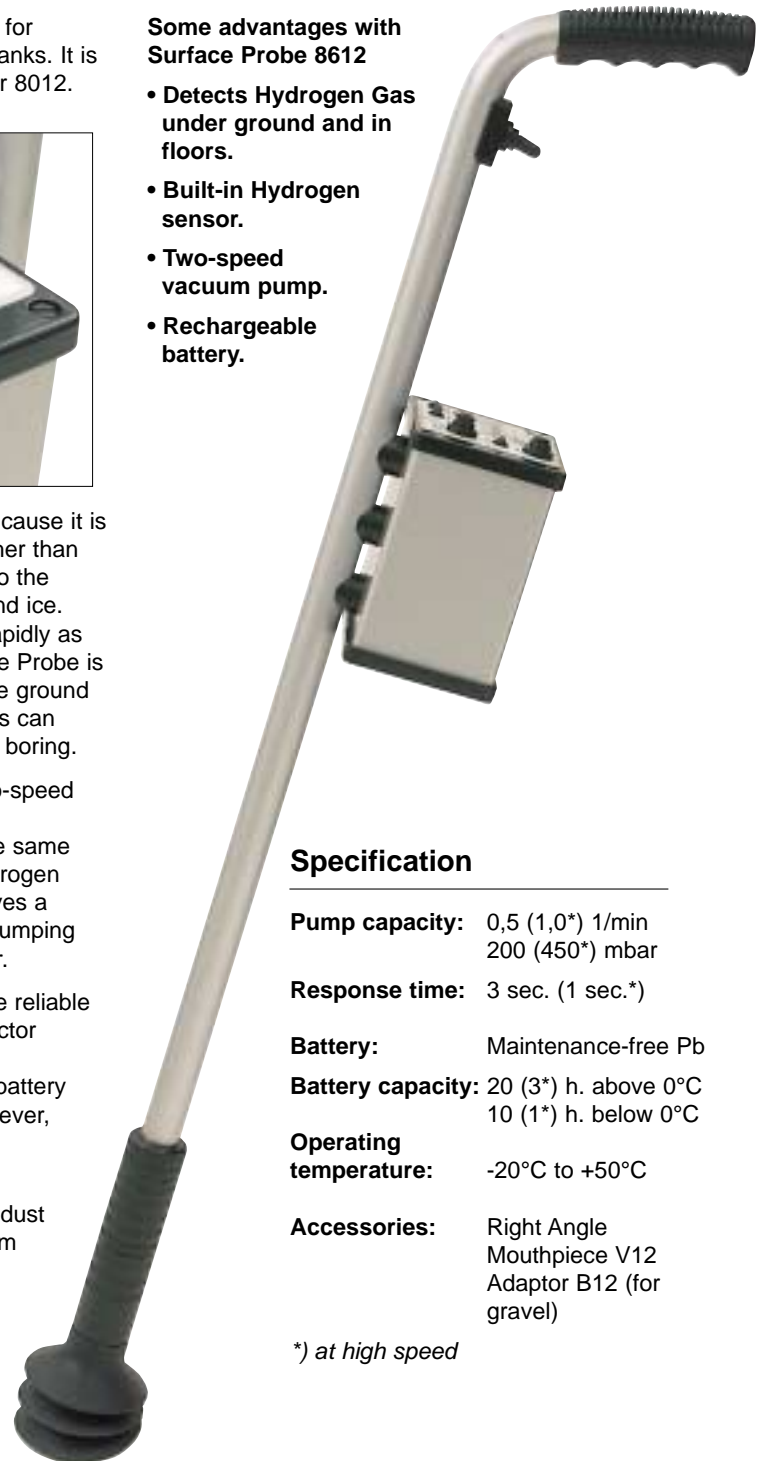 for
anks. It is
r 8012.
cause it is
her than
o the
nd ice.
apidly as
e Probe is
e ground
s can
boring.
o-speed
e same
rogen
ves a
umping
r.
e reliable
ctor
battery
ever,
dust
m
Some advantages with
Surface Probe 8612
• Detects Hydrogen Gas
under ground and in
floors.
• Built-in Hydrogen
sensor.
• Two-speed
vacuum pump.
• Rechargeable
battery.
Specification
Pump capacity: 0,5 (1,0*) 1/min
200 (450*) mbar
Response time: 3 sec. (1 sec.*)
Battery: Maintenance-free Pb
Battery capacity: 20 (3*) h. above 0°C
10 (1*) h. below 0°C
Operating
temperature: -20°C to +50°C
Accessories: Right Angle
Mouthpiece V12
Adaptor B12 (for
gravel)
*) at high speed